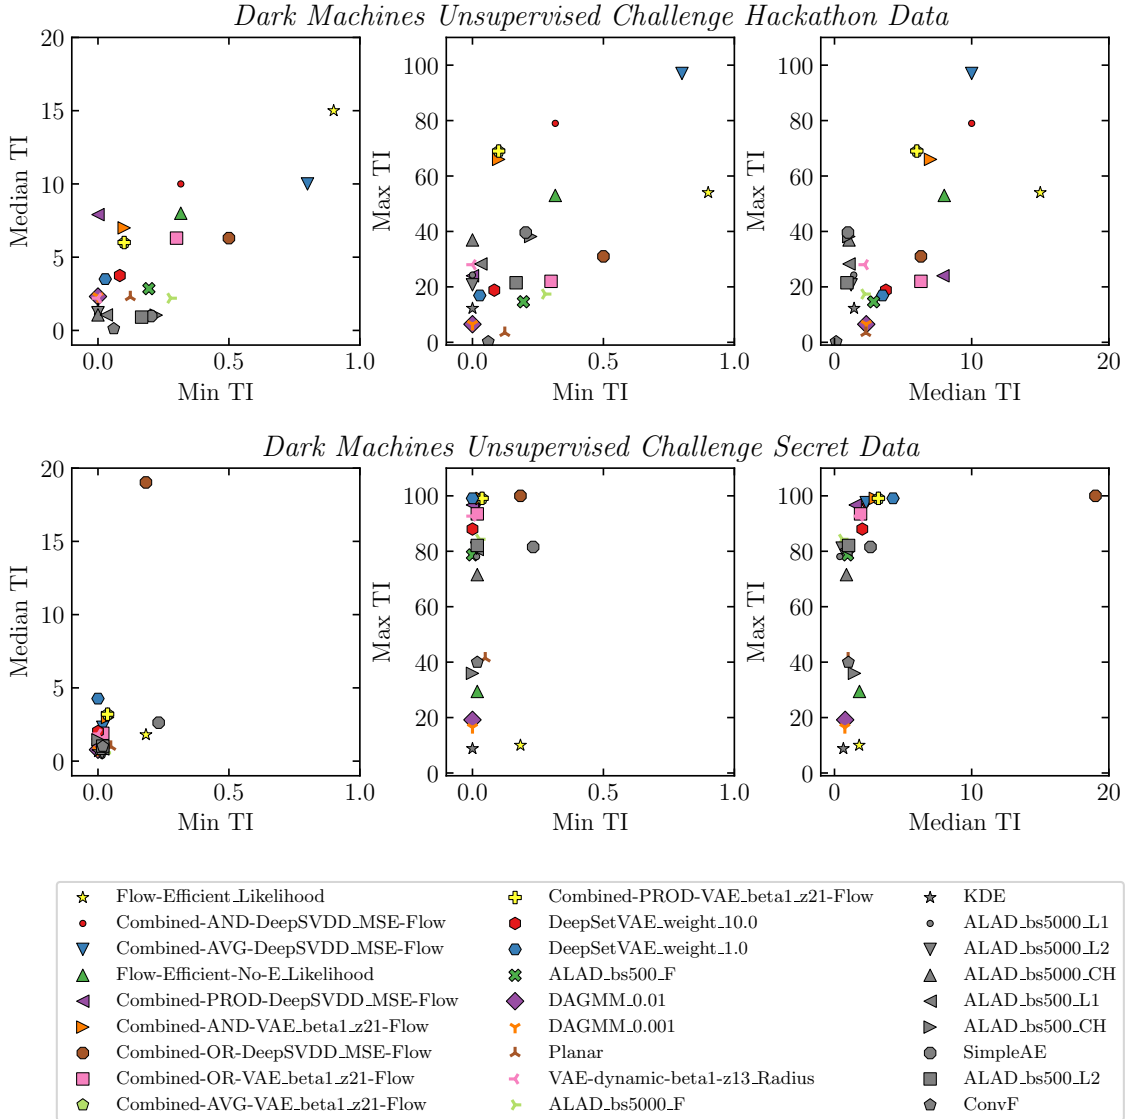 Dark Machines Unsupervised Challenge Hackathon Data
20
15
10
5
0
Median TI
0.0 0.5 1.0
Min TI
100
80
60
40
20
0
Max TI
0.0 0.5 1.0
Min TI
100
80
60
40
20
0
Max TI
0 10 20
Median TI
Dark Machines Unsupervised Challenge Secret Data
20
15
10
5
0
Median TI
0.0 0.5 1.0
Min TI
100
80
60
40
20
0
Max TI
0.0 0.5 1.0
Min TI
100
80
60
40
20
0
Max TI
0 10 20
Median TI
Flow-Efficient_Likelihood
Combined-AND-DeepSVDD_MSE-Flow
Combined-AVG-DeepSVDD_MSE-Flow
Flow-Efficient-No-E_Likelihood
Combined-PROD-DeepSVDD_MSE-Flow
Combined-AND-VAE_beta1_z21-Flow
Combined-OR-DeepSVDD_MSE-Flow
Combined-OR-VAE_beta1_z21-Flow
Combined-AVG-VAE_beta1_z21-Flow
Combined-PROD-VAE_beta1_z21-Flow
DeepSetVAE_weight_10.0
DeepSetVAE_weight_1.0
ALAD_bs500_F
DAGMM_0.01
DAGMM_0.001
Planar
VAE-dynamic-beta1-z13_Radius
ALAD_bs5000_F
KDE
ALAD_bs5000_L1
ALAD_bs5000_L2
ALAD_bs5000_CH
ALAD_bs500_L1
ALAD_bs500_CH
SimpleAE
ALAD_bs500_L2
ConvF